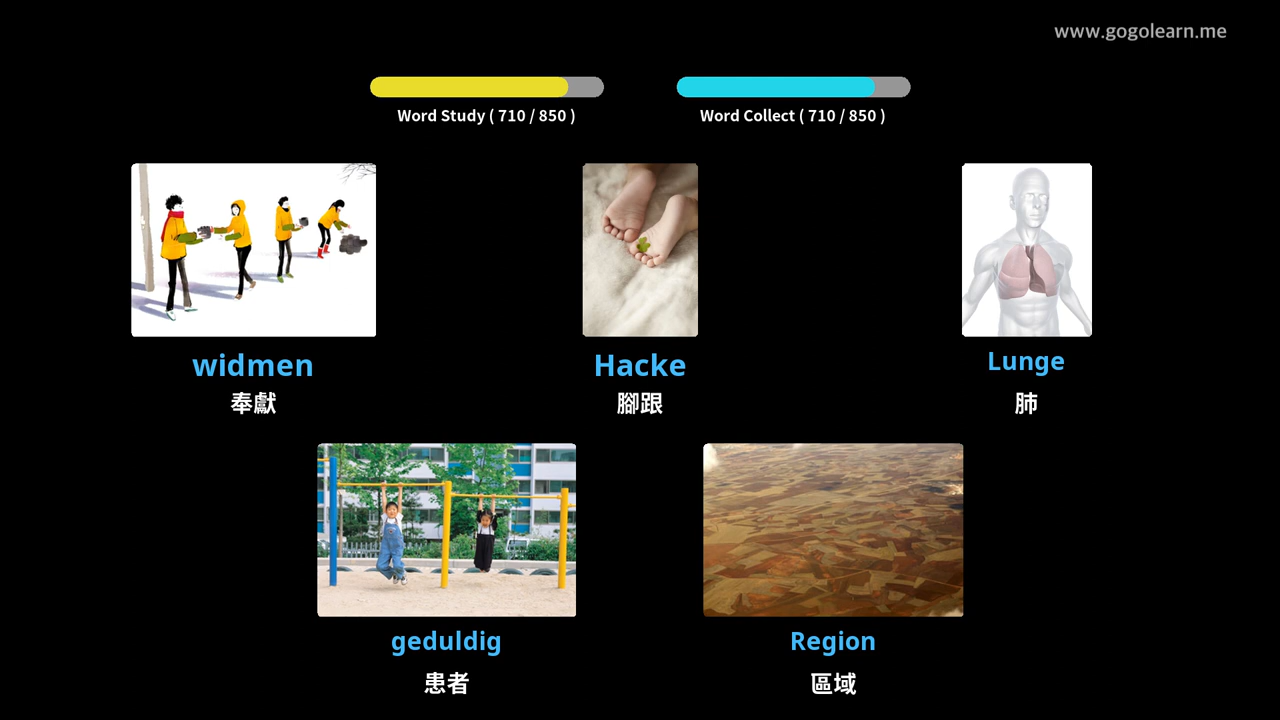 www.gogolearn.me
Word Study ( 710 / 850 )
Word Collect ( 710 / 850 )
widmen
奉獻
Hacke
腳跟
Lunge
肺
geduldig
患者
Region
區域